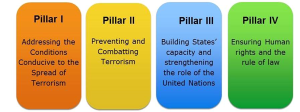 Pillar I
Addressing the
Conditions
Conducive to the
Spread of
Terrorism
Pillar II
Preventing and
Combatting
Terrorism
Pillar III
Building States'
capacity and
strengthening
the role of the
United Nations
Pillar IV
Ensuring Human
rights and the
rule of law